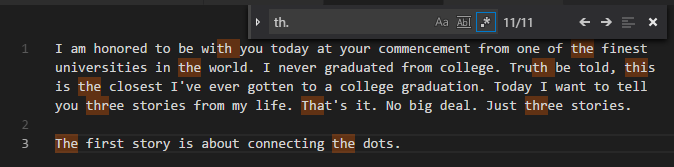 th. Aa Abl .* 11/11
1 I am honored to be with you today at your commencement from one of the finest
universities in the world. I never graduated from college. Truth be told, this
is the closest I've ever gotten to a college graduation. Today I want to tell
you three stories from my life. That's it. No big deal. Just three stories.
2
3 The first story is about connecting the dots.